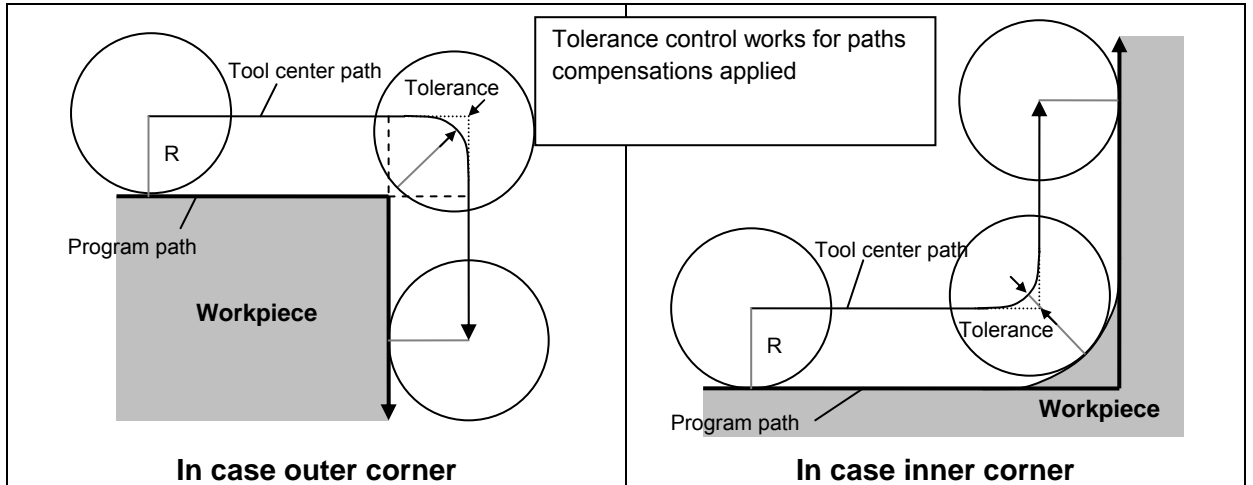 Tolerance control works for paths
compensations applied
Tool center path
Tolerance
R
Program path
Workpiece
In case outer corner
Tool center path
Tolerance
R
Program path
Workpiece
In case inner corner